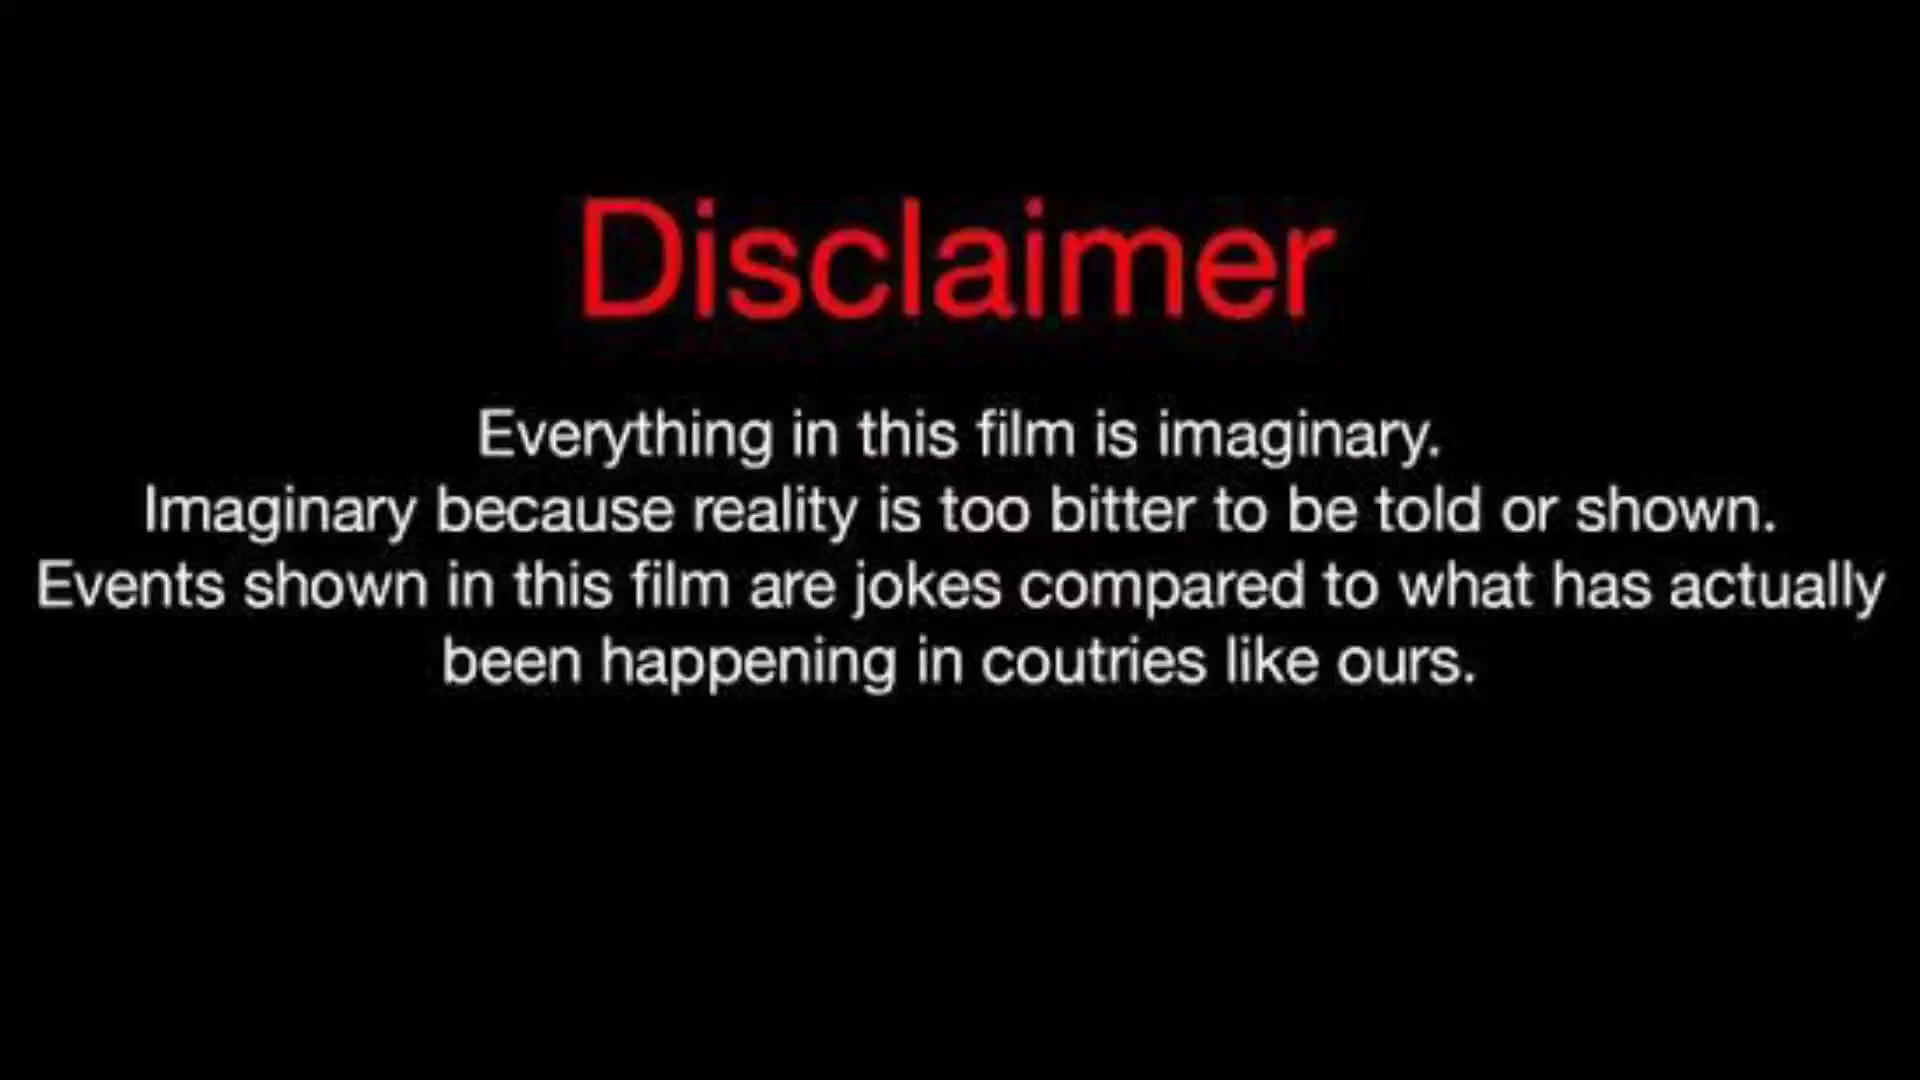 Disclaimer
Everything in this film is imaginary.
Imaginary because reality is too bitter to be told or shown.
Events shown in this film are jokes compared to what has actually
been happening in coutries like ours.